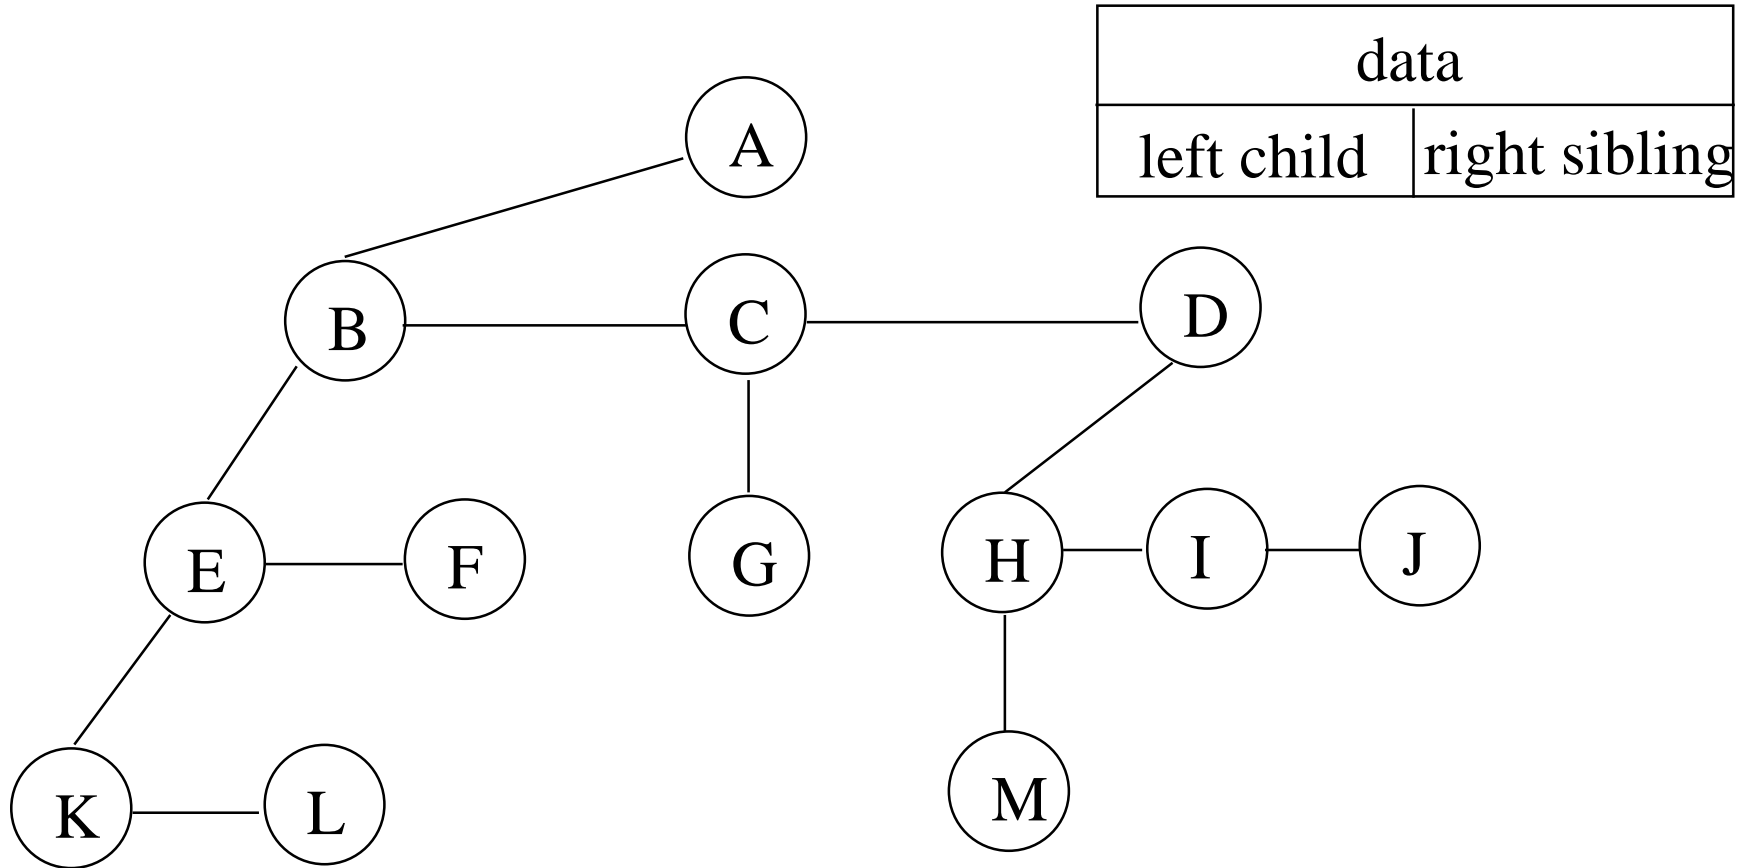 data
left child right sibling
A
B C D
E F G H I J
K L M